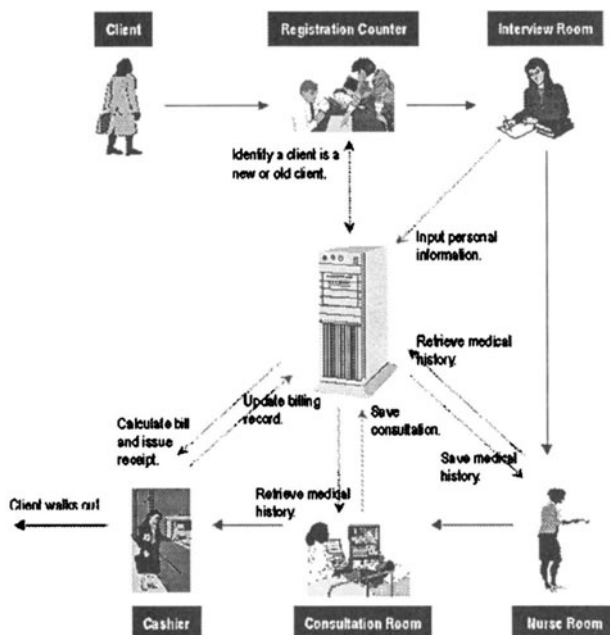 Client
Registration Counter
Interview Room
Identify a client is a
new or old client.
Input personal
information.
Retrieve medical
history.
Update billing
record.
Save
consultation.
Calculate bill
and issue
receipt.
Save medical
history.
Retrieve medical
history.
Client walks out
Cashier
Consultation Room
Nurse Room